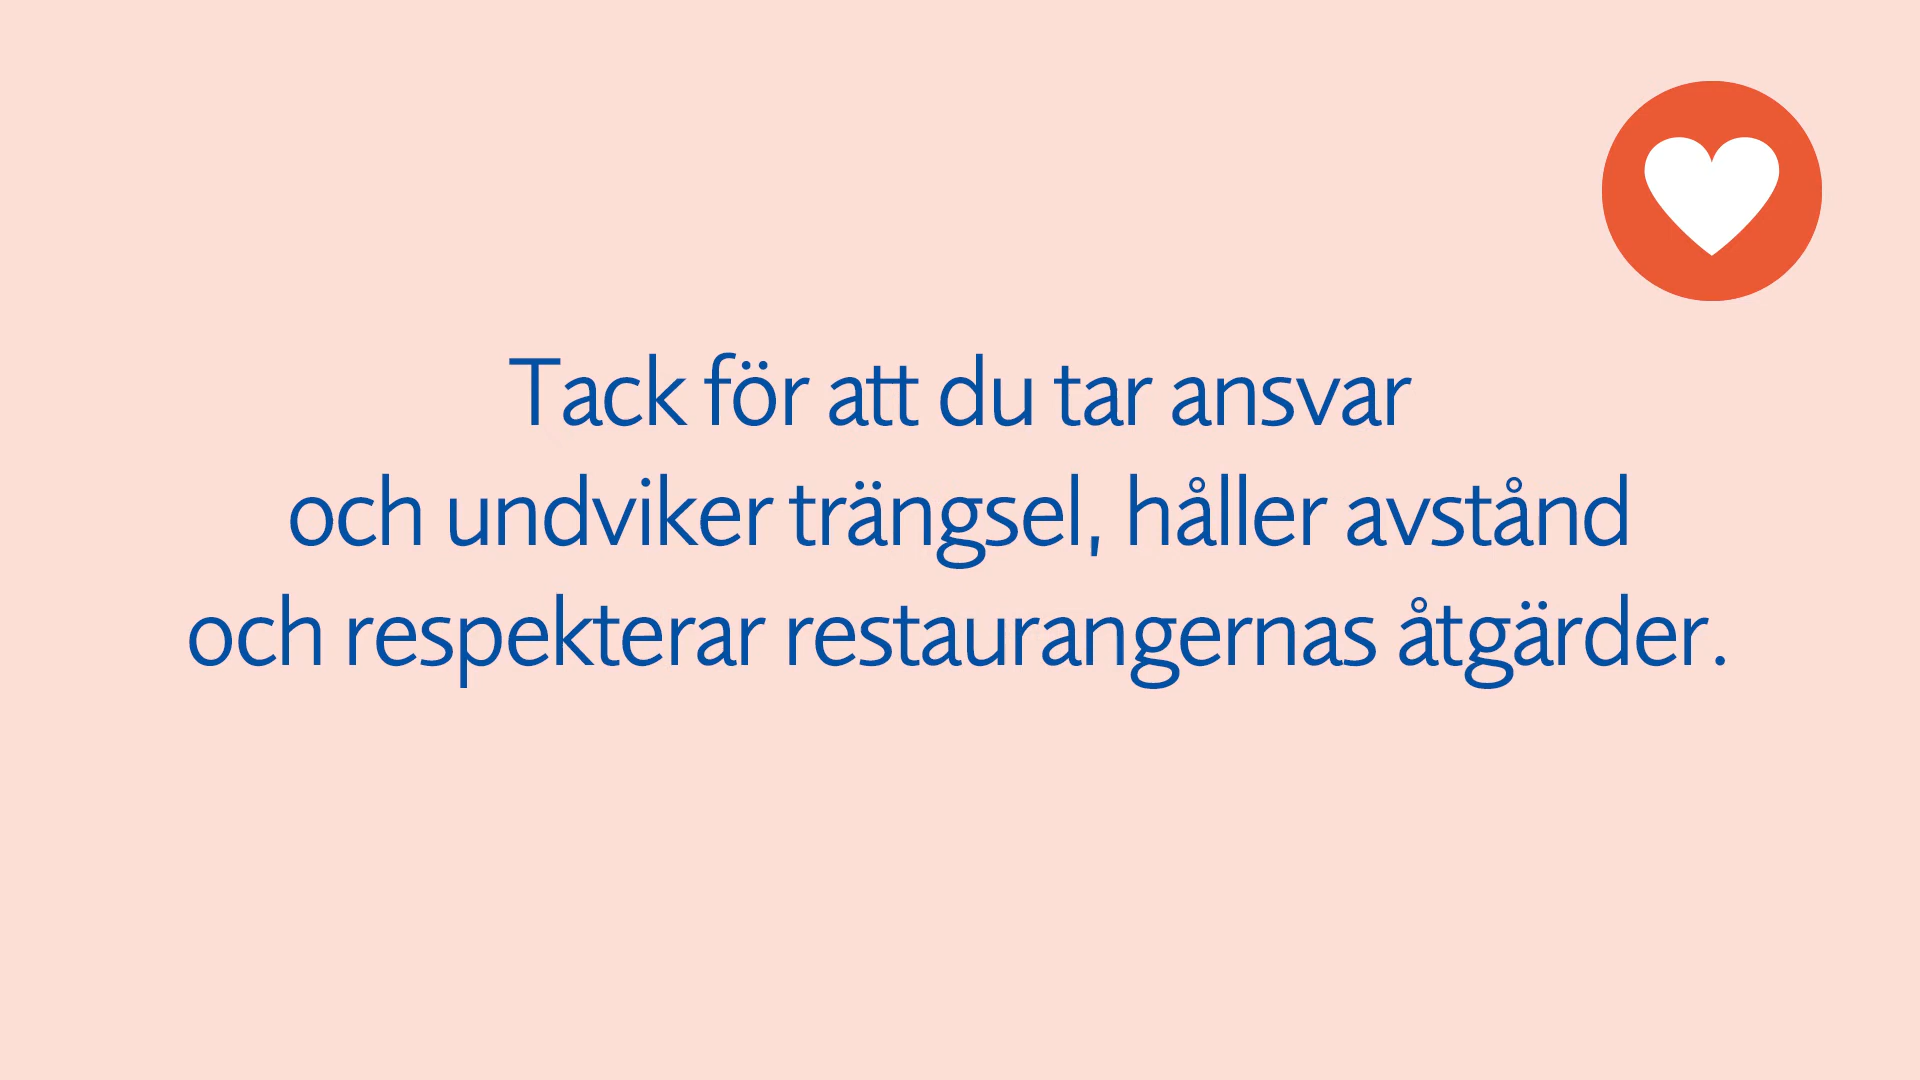 Tack för att du tar ansvar
och undviker trängsel, håller avstånd
och respekterar restaurangernas åtgärder.